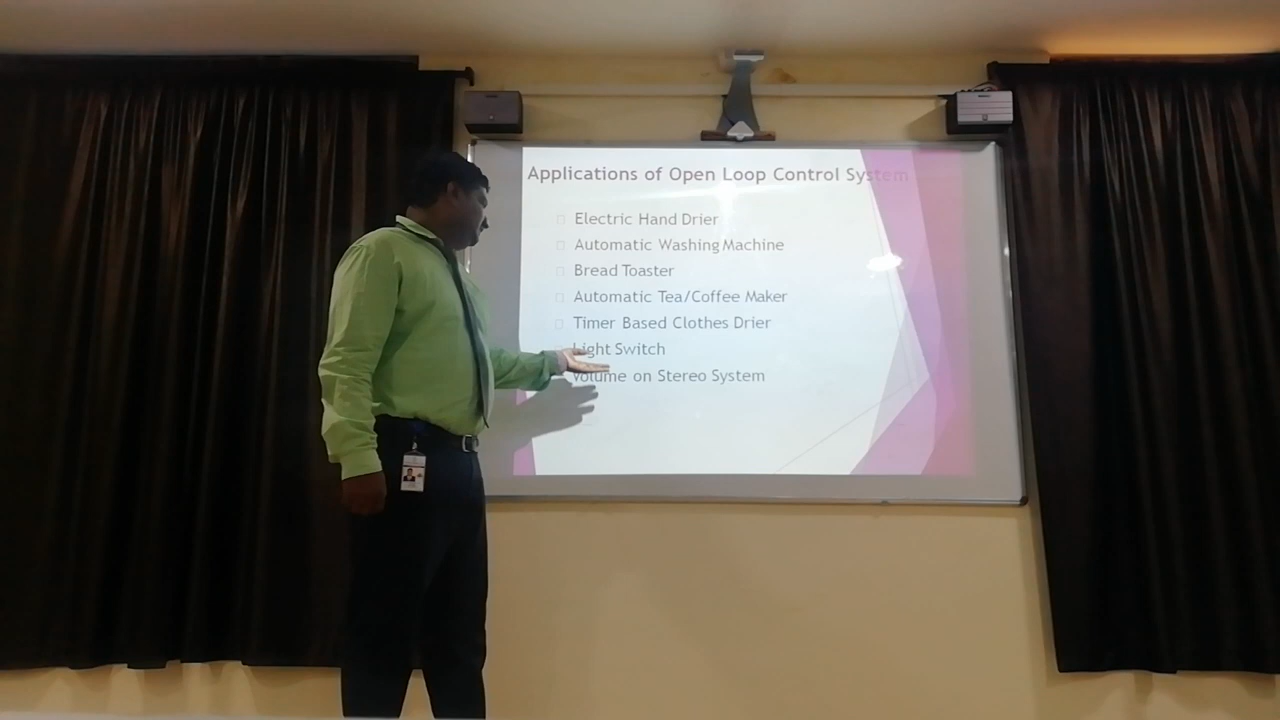 Applications of Open Loop Control System
Electric Hand Drier
Automatic Washing Machine
Bread Toaster
Automatic Tea/Coffee Maker
Timer Based Clothes Drier
Light Switch
Volume on Stereo System